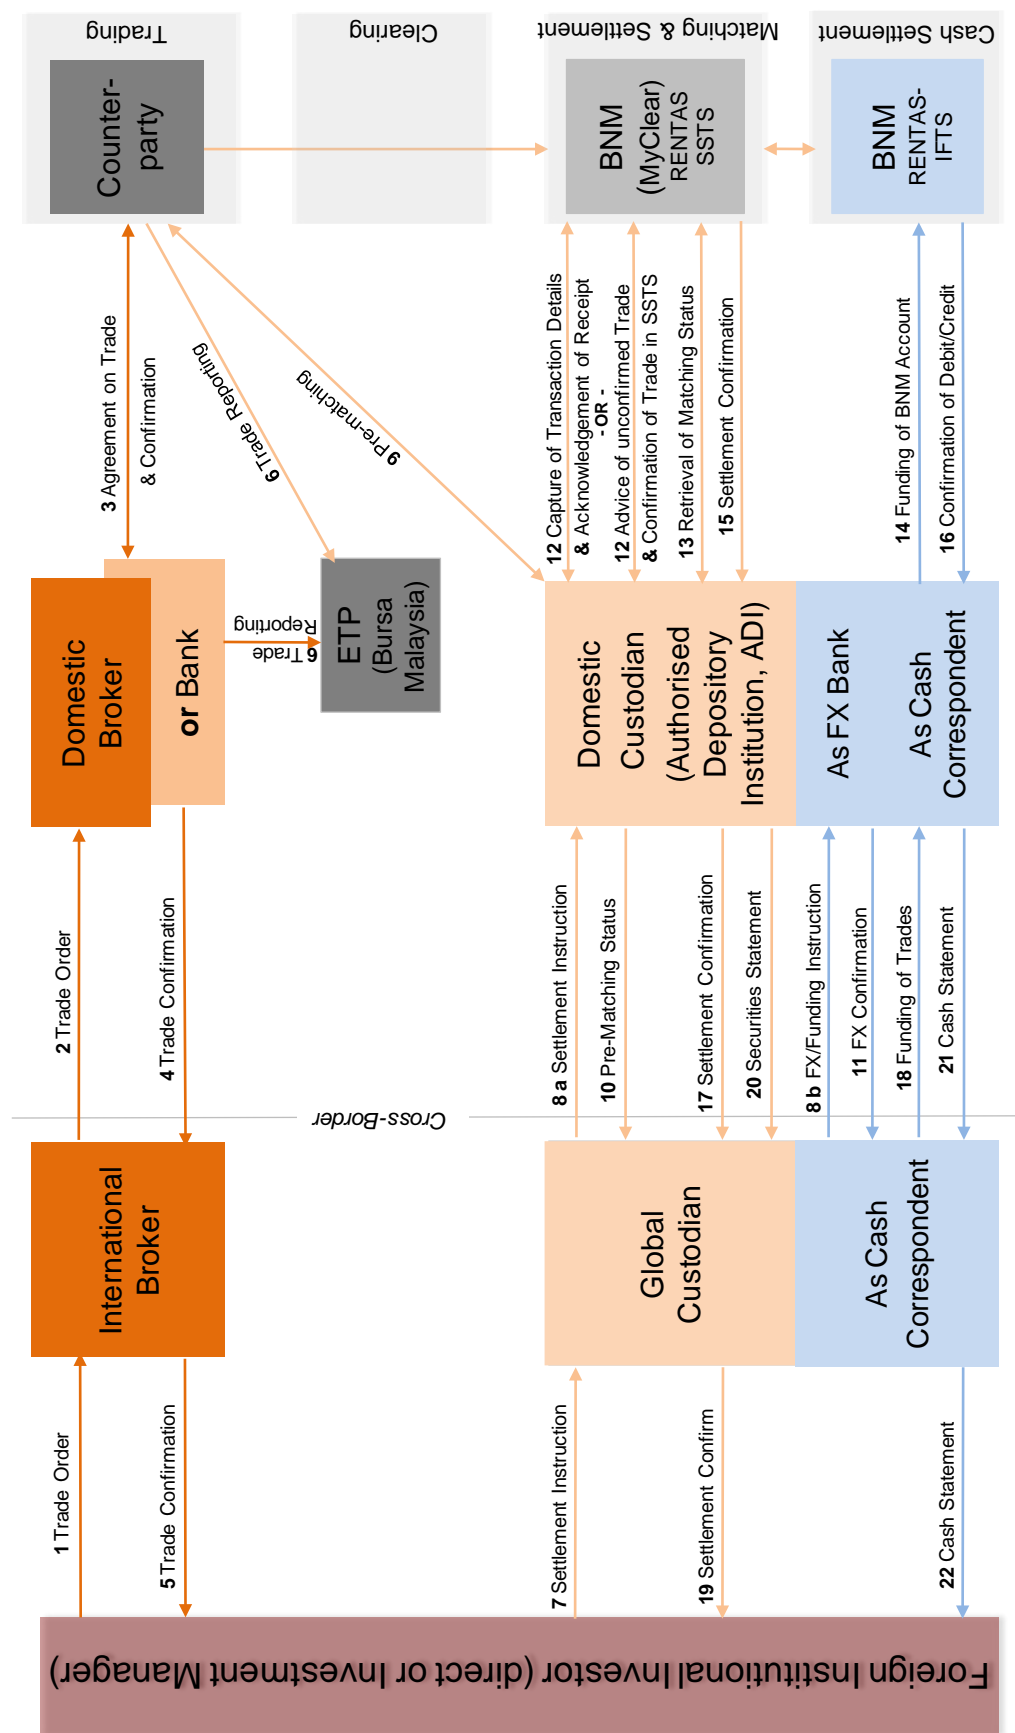 Trading
Clearing
Matching & Settlement
Cash Settlement
Counter-
party
BNM
(MyClear)
RENTAS
SSTS
BNM
RENTAS-
IFTS
3 Agreement on Trade
& Confirmation
6 Trade Reporting
9 Pre-matching
12 Capture of Transaction Details
& Acknowledgement of Receipt
- OR -
12 Advice of unconfirmed Trade
& Confirmation of Trade in SSTS
13 Retrieval of Matching Status
15 Settlement Confirmation
14 Funding of BNM Account
16 Confirmation of Debit/Credit
Domestic
Broker
or Bank
6 Trade
Reporting
ETP
(Bursa
Malaysia)
Domestic
Custodian
(Authorised
Depository
Institution, ADI)
As FX Bank
As Cash
Correspondent
2 Trade Order
4 Trade Confirmation
8 a Settlement Instruction
10 Pre-Matching Status
17 Settlement Confirmation
20 Securities Statement
8 b FX/Funding Instruction
11 FX Confirmation
18 Funding of Trades
21 Cash Statement
Cross-Border
International
Broker
Global
Custodian
As Cash
Correspondent
1 Trade Order
5 Trade Confirmation
7 Settlement Instruction
19 Settlement Confirm
22 Cash Statement
Foreign Institutional Investor (direct or Investment Manager)